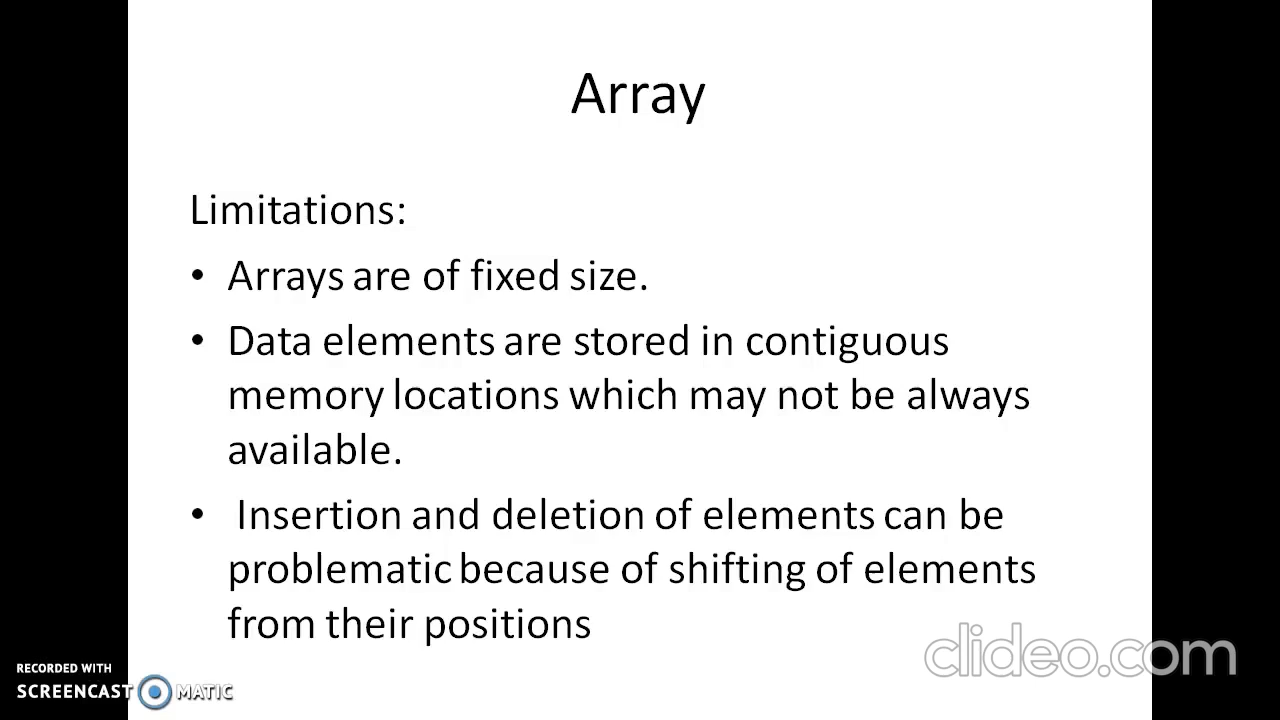 Array
Limitations:
• Arrays are of fixed size.
• Data elements are stored in contiguous
memory locations which may not be always
available.
• Insertion and deletion of elements can be
problematic because of shifting of elements
from their positions
clideo.com
RECORDED WITH
SCREENCAST MATIC